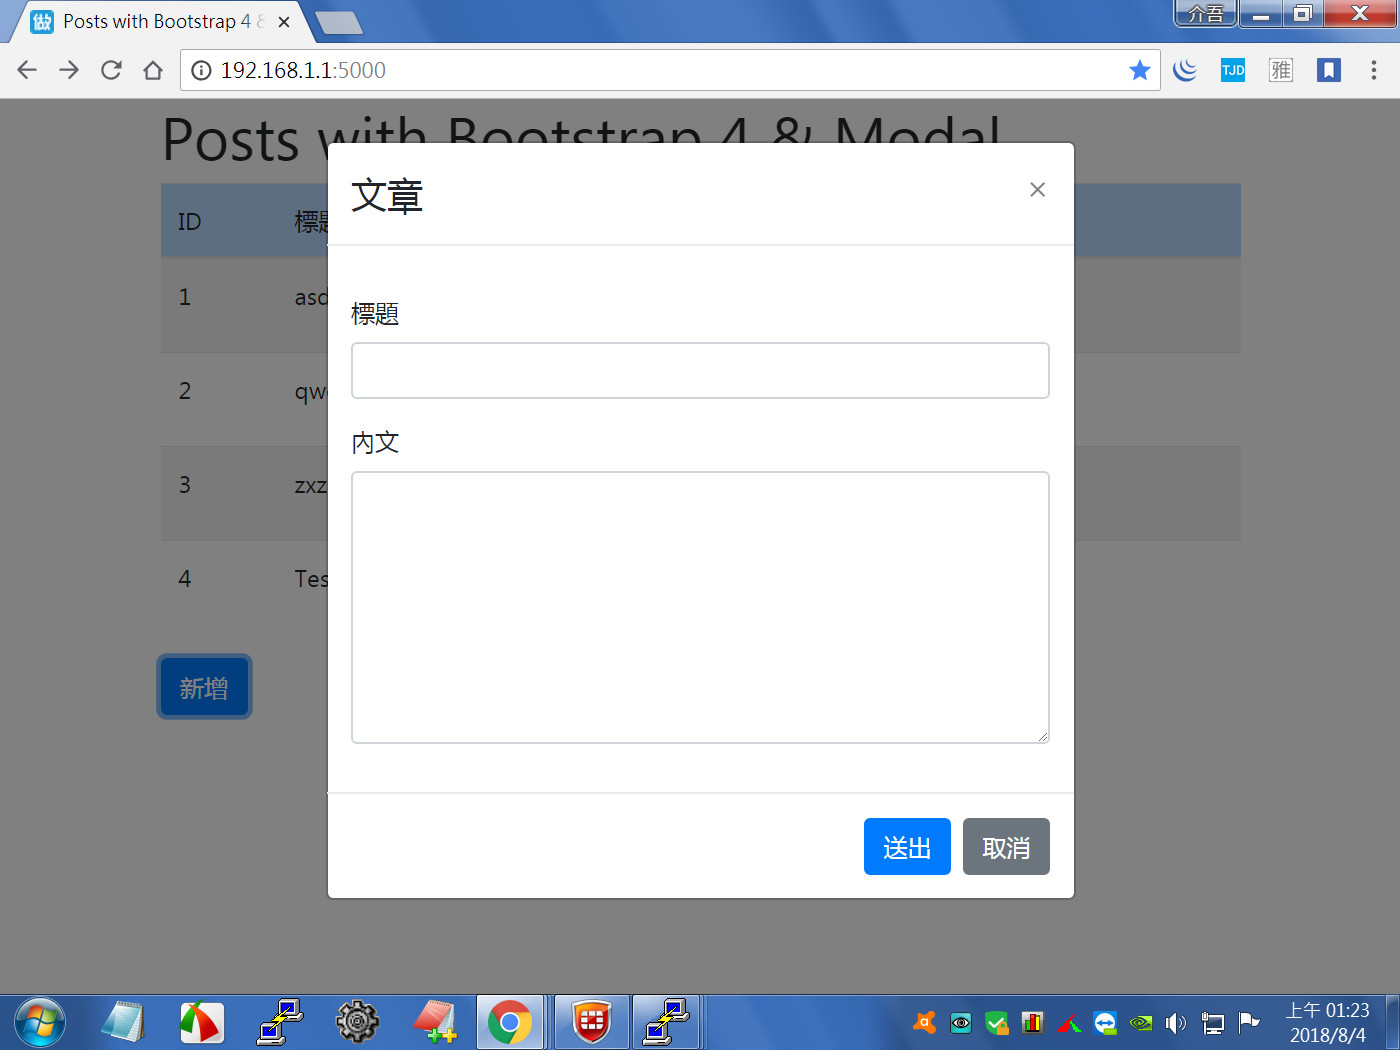 Posts with Bootstrap 4 &
介吾
192.168.1.1:5000
TJD
雅
Posts with Bootstrap 4 & Modal
ID
標題
文章
×
1
asd
標題
2
qw
內文
3
zxz
4
Tes
新增
送出
取消
上午 01:23
2018/8/4